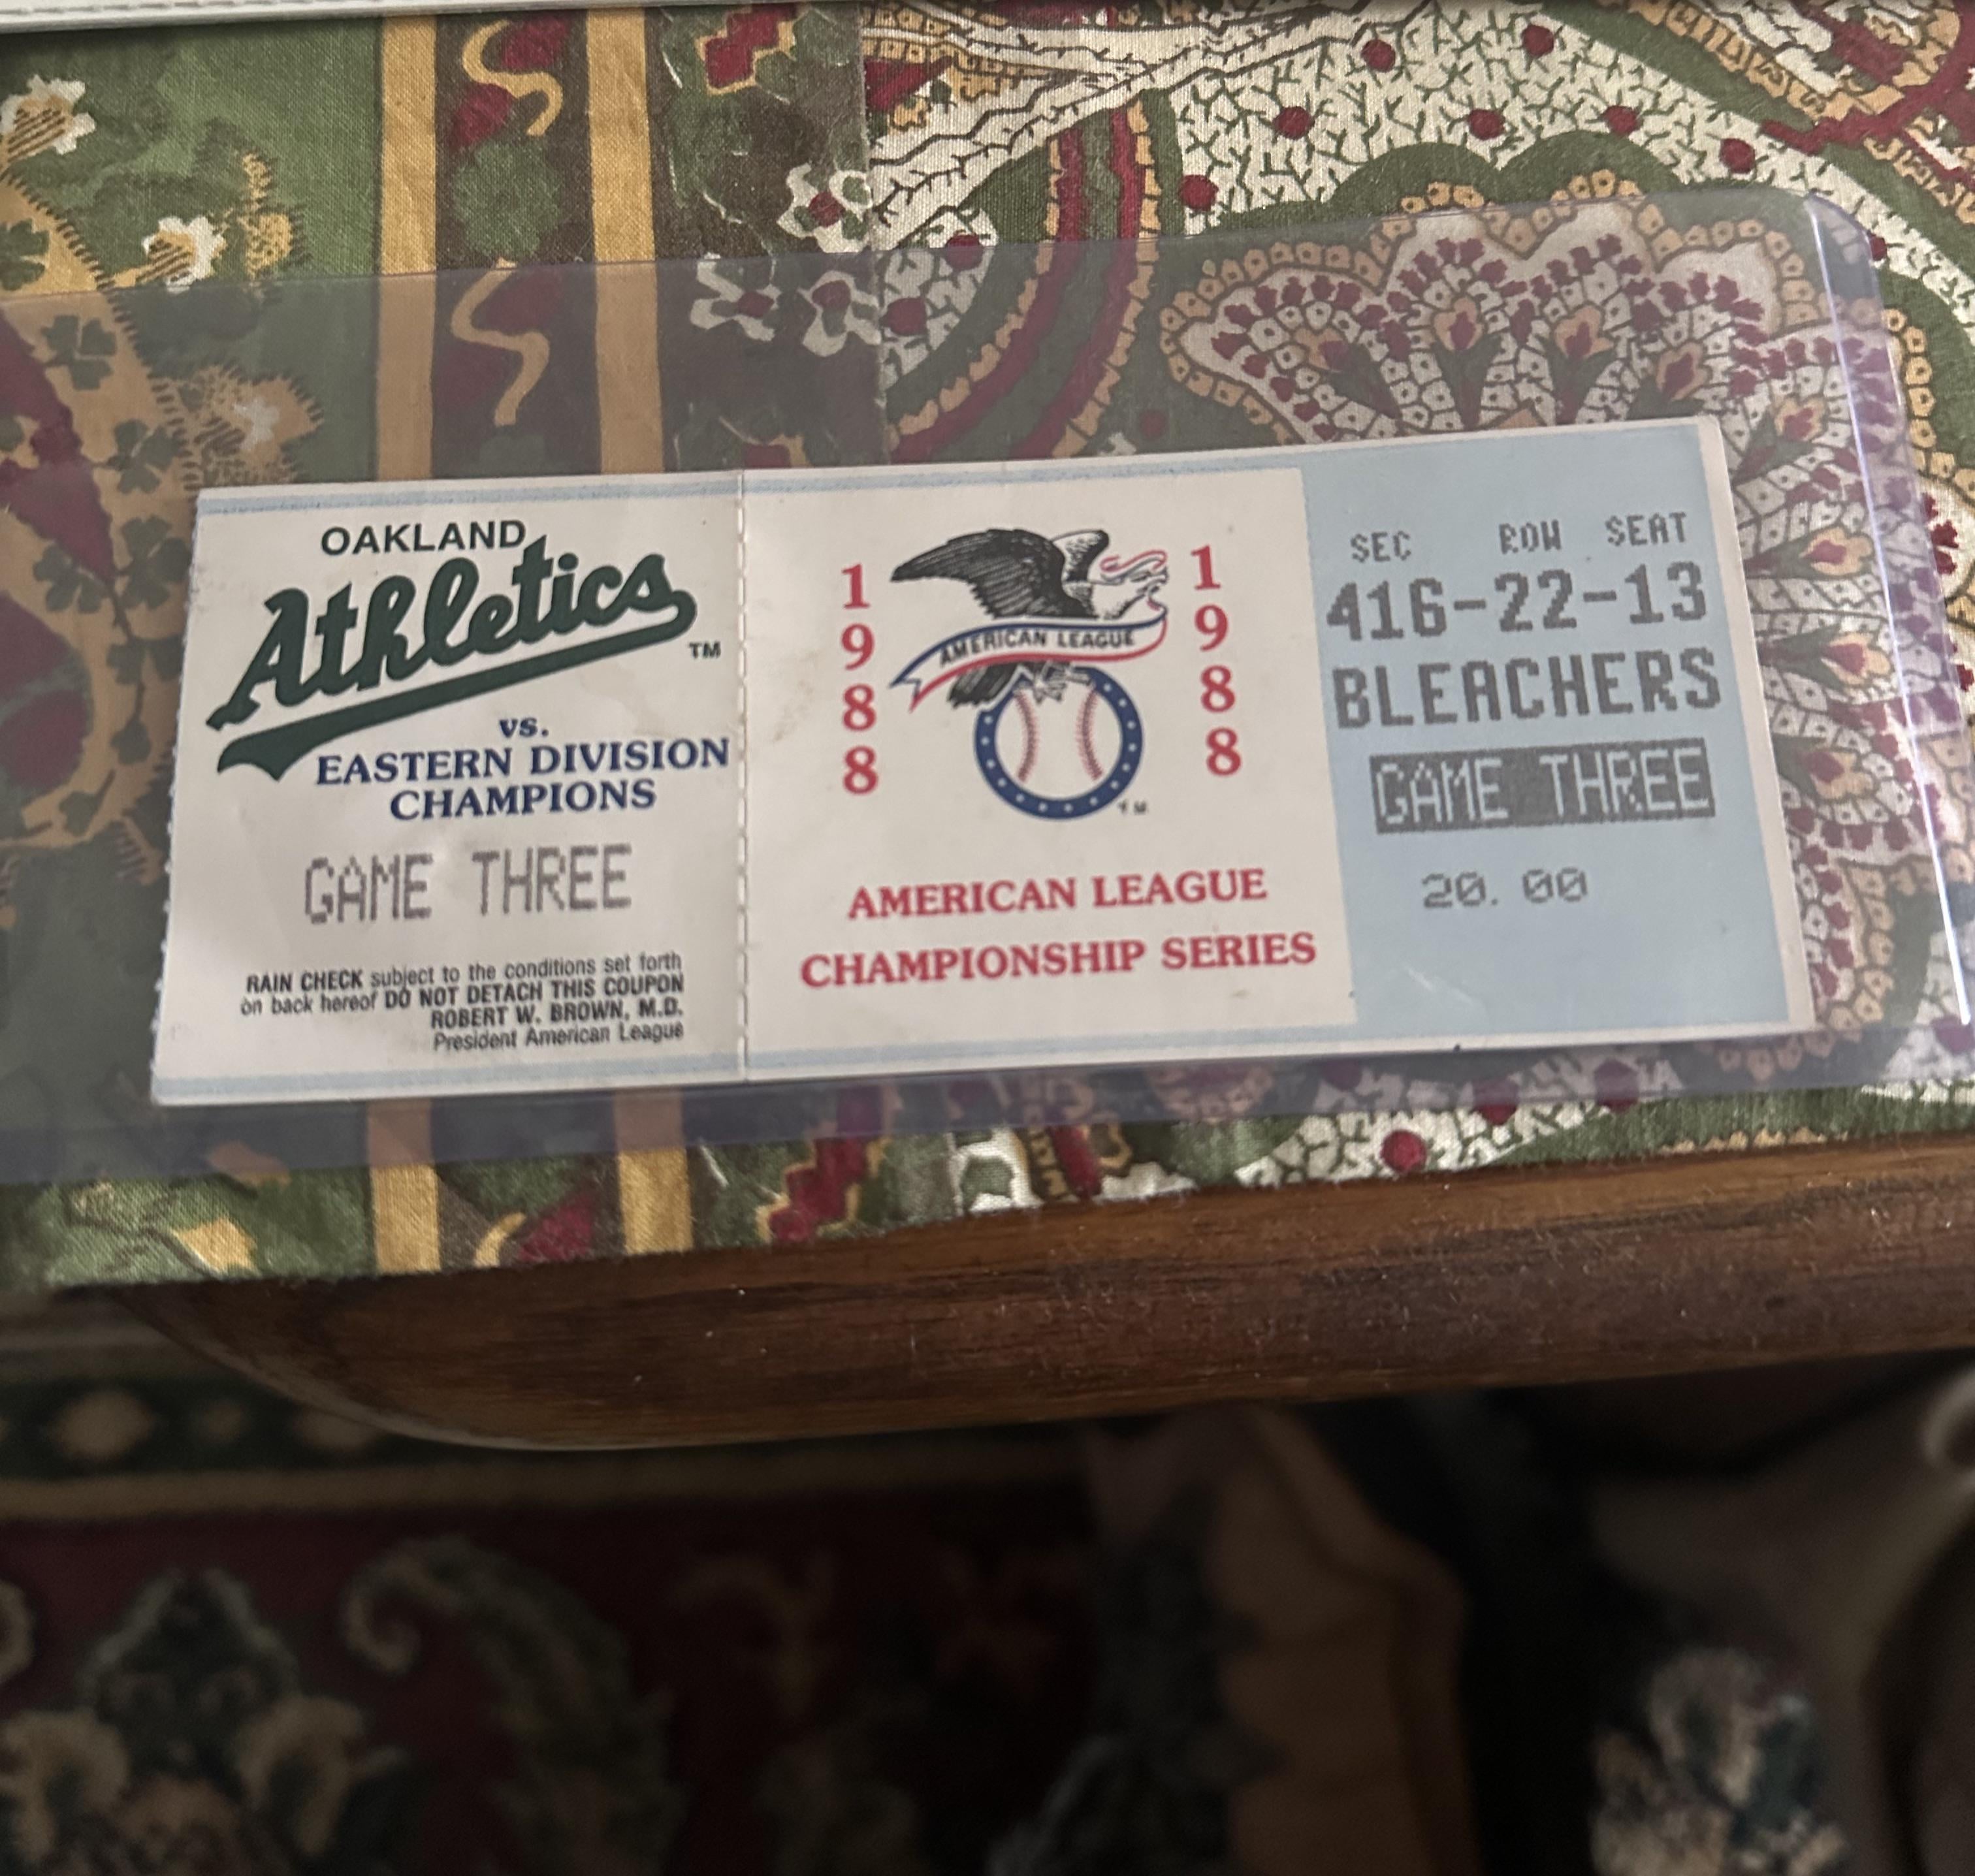 OAKLAND
Athletics
TM
vs.
EASTERN DIVISION
CHAMPIONS
GAME THREE
RAIN CHECK subject to the conditions set forth
on back hereof DO NOT DETACH THIS COUPON
ROBERT W. BROWN, M.D.
President American League
1988
AMERICAN LEAGUE
TM
1988
AMERICAN LEAGUE
CHAMPIONSHIP SERIES
SEC ROW SEAT
416-22-13
BLEACHERS
GAME THREE
20.00